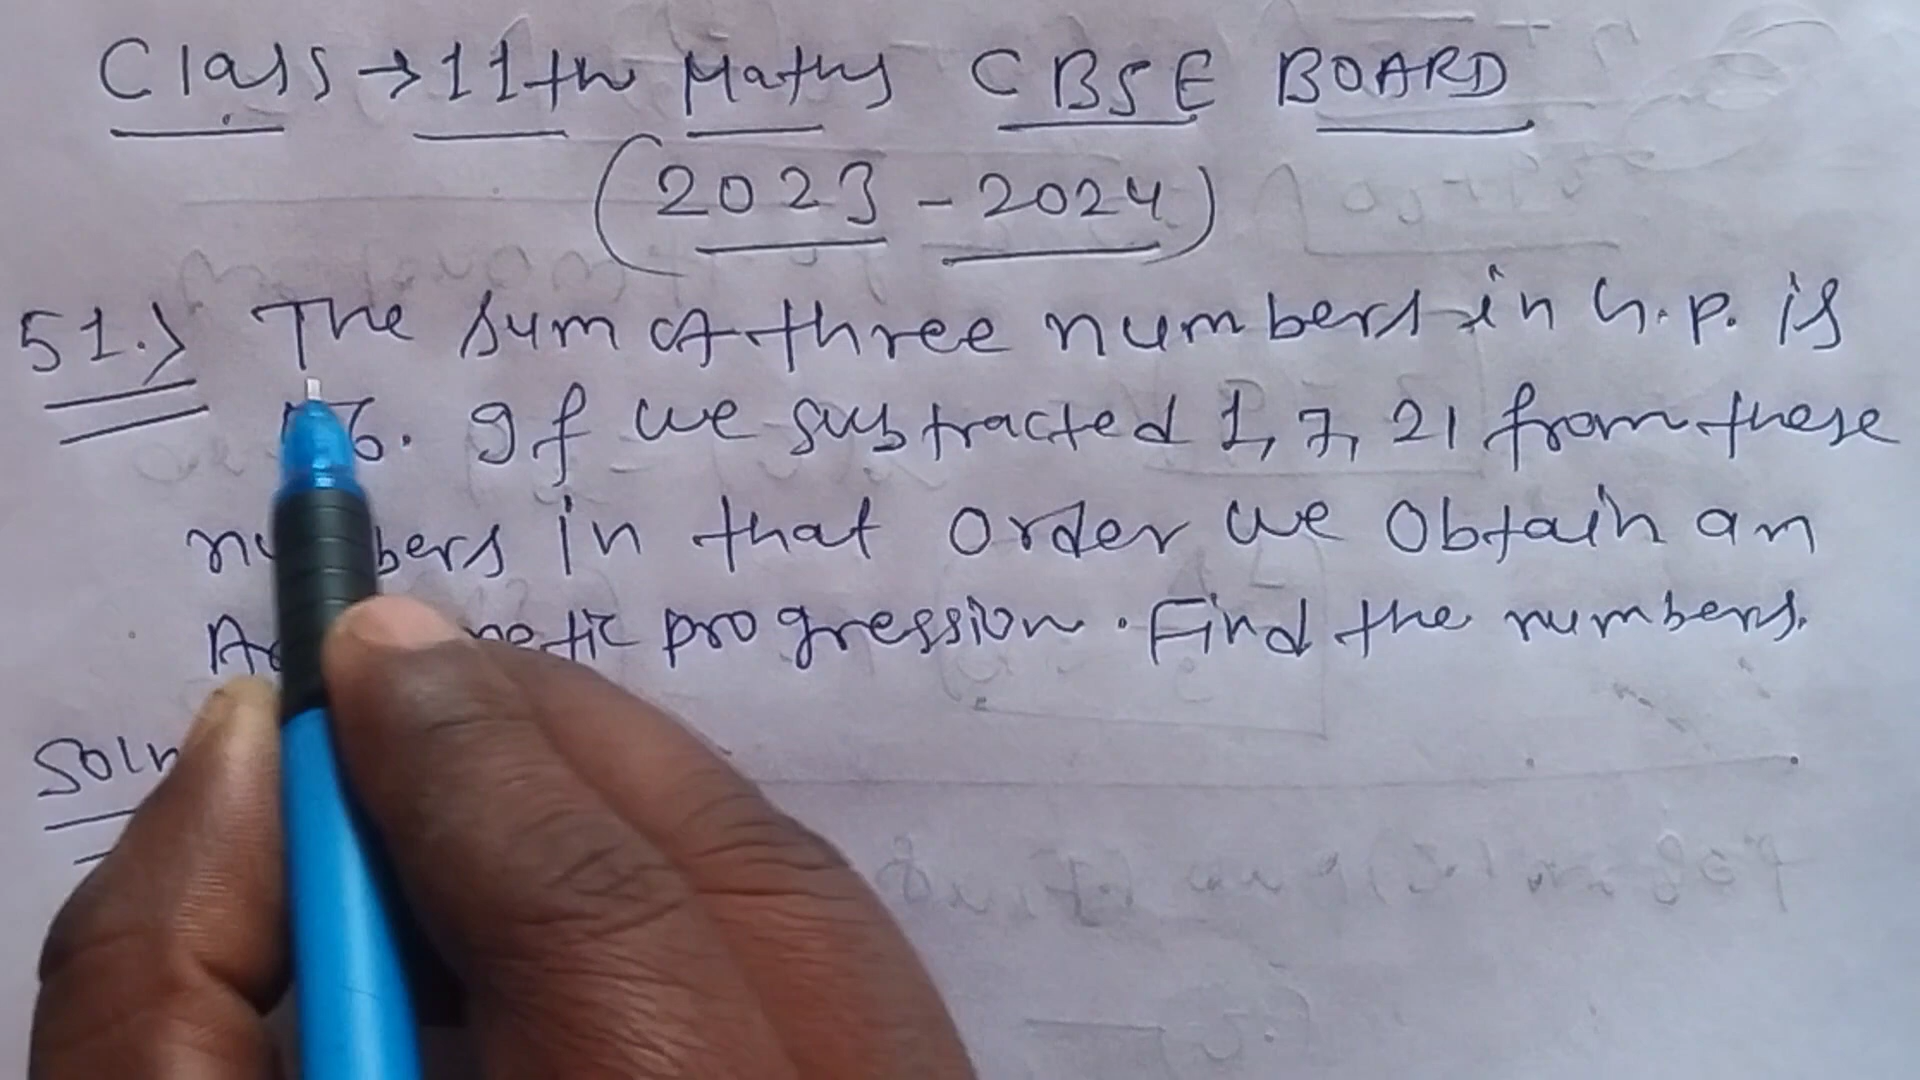 Class → 11th Maths CBSE BOARD
(2023 - 2024)
51.) The sum of three numbers in G.P. is
6. If we subtracted 1, 7, 21 from these
in that order we obtain an
progression. Find the numbers.
Soln